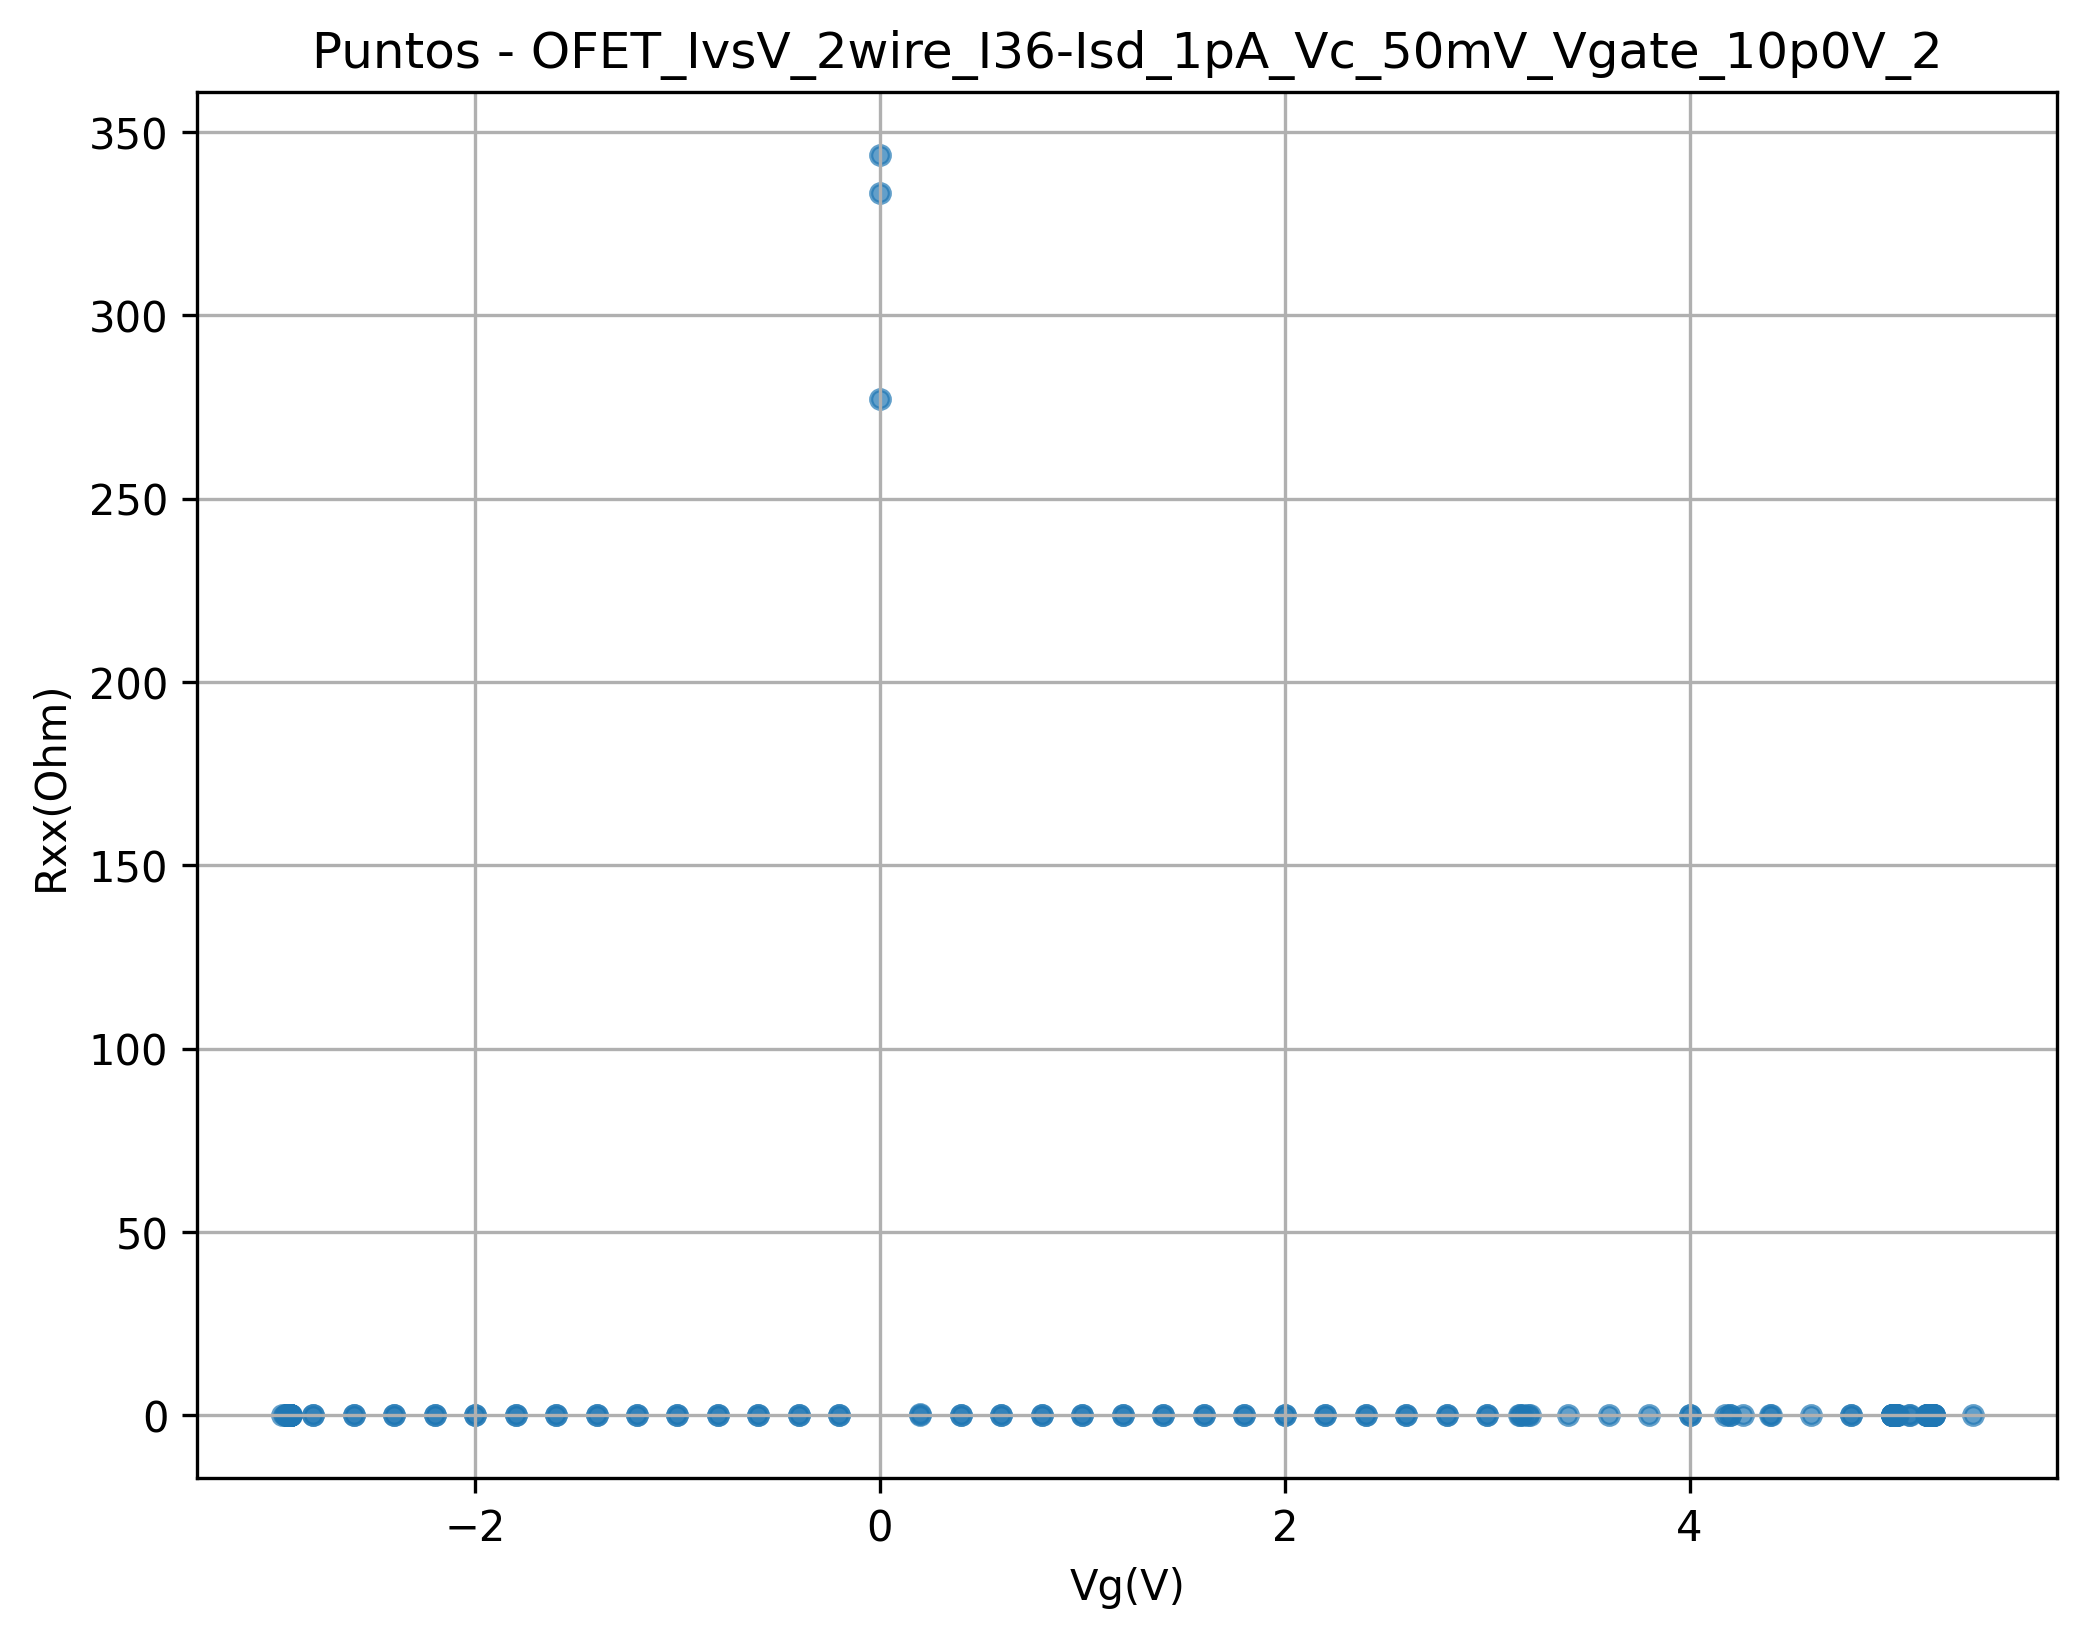 Puntos - OFET_IvsV_2wire_I36-Isd_1pA_Vc_50mV_Vgate_10p0V_2
350
300
250
200
150
100
50
0
Rxx(Ohm)
−2 0 2 4
Vg(V)